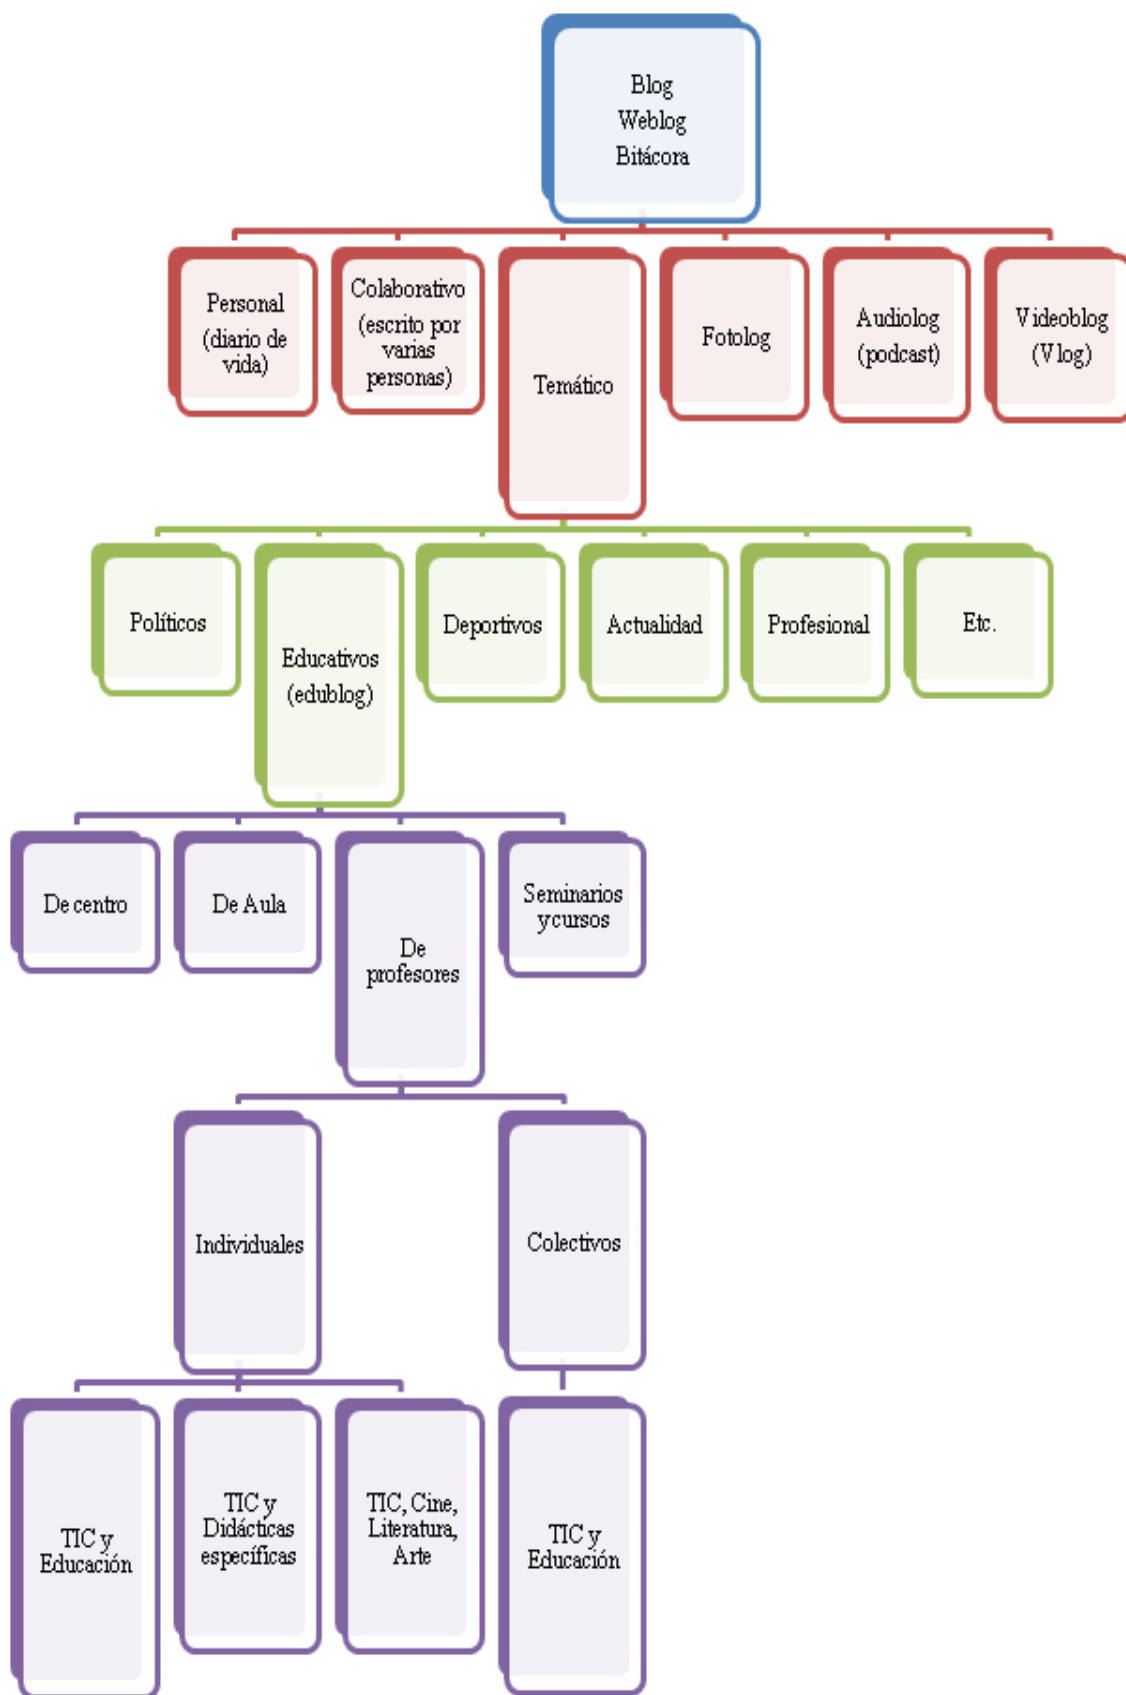 Blog
Weblog
Bitácora
Personal
(diario de
vida)
Colaborativo
(escrito por
varias
personas)
Temático
Fotolog
Audiolog
(podcast)
Videoblog
(Vlog)
Políticos
Educativos
(edublog)
Deportivos
Actualidad
Profesional
Etc.
De centro
De Aula
De
profesores
Seminarios
y cursos
Individuales
Colectivos
TIC y
Educación
TIC y
Didácticas
específicas
TIC, Cine,
Literatura,
Arte
TIC y
Educación